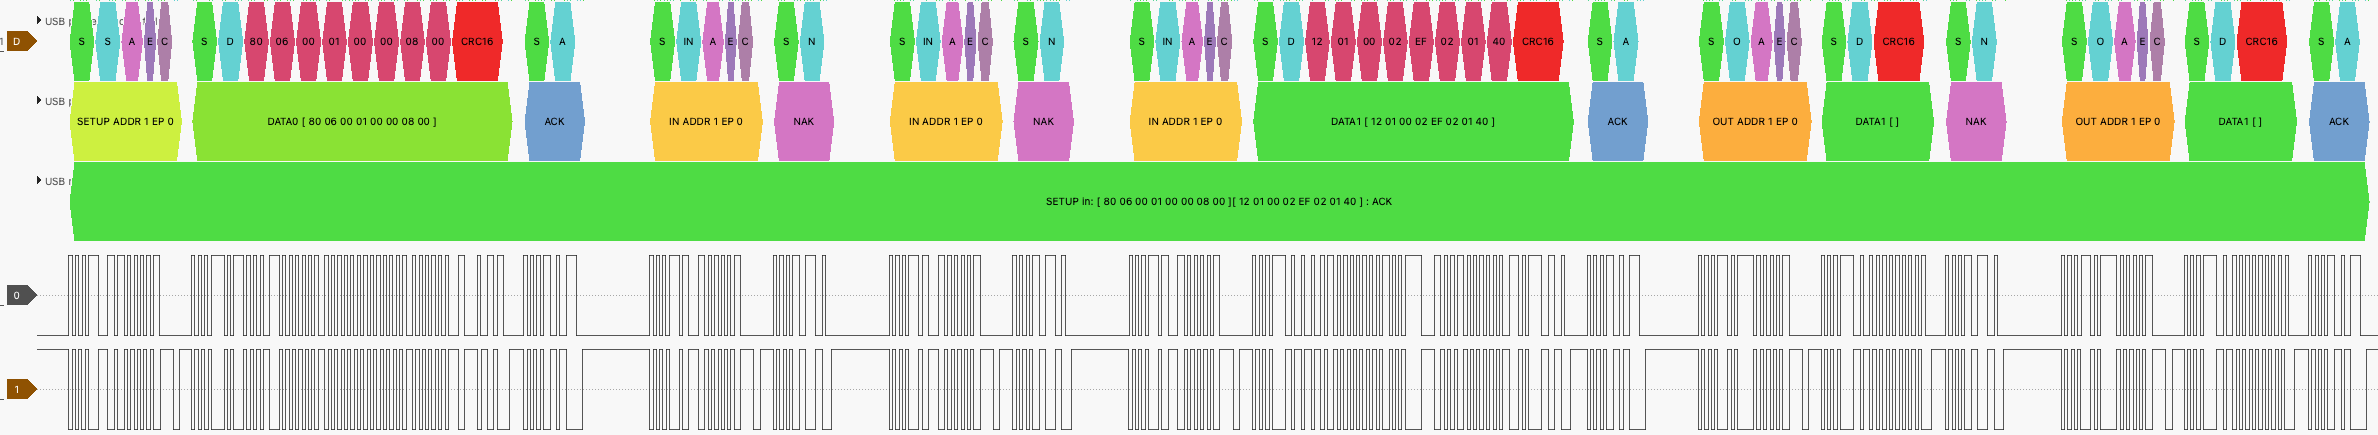 USB p
D
S S A E C S D 80 06 00 01 00 00 08 00 CRC16 S A S IN A E C S N S IN A E C S N S IN A E C S D 12 01 00 02 EF 02 01 40 CRC16 S A S O A E C S D CRC16 S N S O A E C S D CRC16 S A
USB p
SETUP ADDR 1 EP 0 DATA0 [ 80 06 00 01 00 00 08 00 ] ACK IN ADDR 1 EP 0 NAK IN ADDR 1 EP 0 NAK IN ADDR 1 EP 0 DATA1 [ 12 01 00 02 EF 02 01 40 ] ACK OUT ADDR 1 EP 0 DATA1 [ ] NAK OUT ADDR 1 EP 0 DATA1 [ ] ACK
USB r
SETUP in: [ 80 06 00 01 00 00 08 00 ][ 12 01 00 02 EF 02 01 40 ] : ACK
0
1